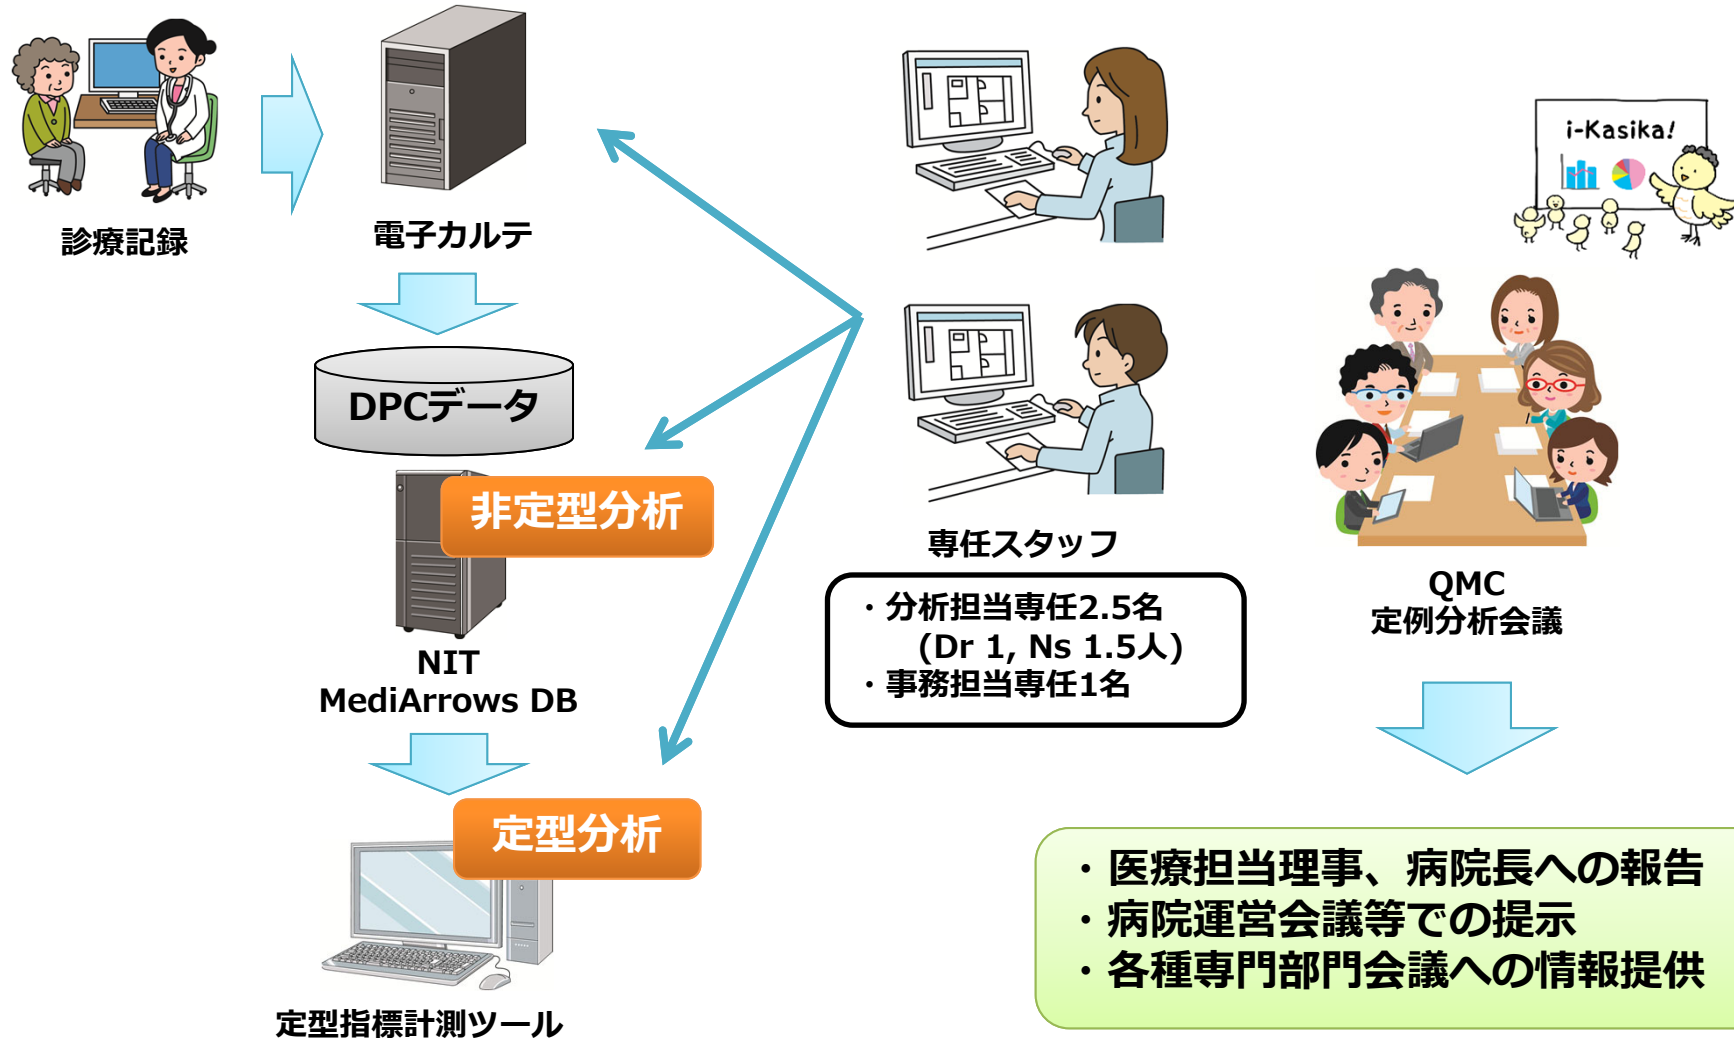 診療記録
電子カルテ
DPCデータ
非定型分析
NIT
MediArrows DB
定型分析
定型指標計測ツール
専任スタッフ
・分析担当専任2.5名
(Dr 1, Ns 1.5人)
・事務担当専任1名
i-Kasika!
QMC
定例分析会議
・医療担当理事、病院長への報告
・病院運営会議等での提示
・各種専門部門会議への情報提供